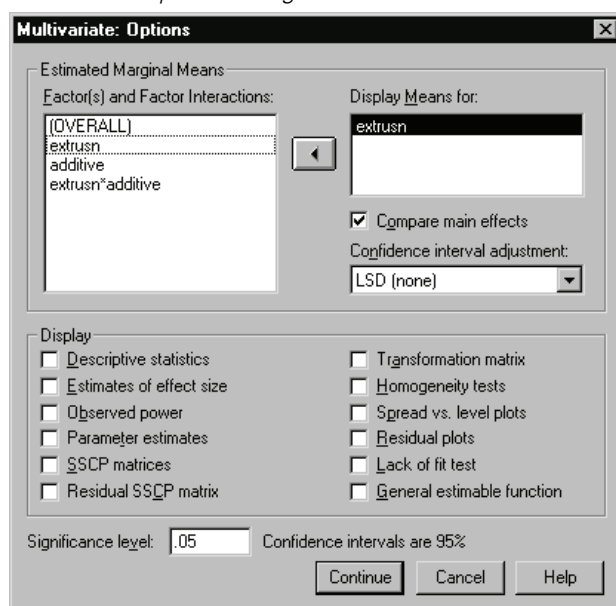 Multivariate: Options
Estimated Marginal Means
Factor(s) and Factor Interactions:
(OVERALL)
extrusn
additive
extrusn*additive
Display Means for:
extrusn
Compare main effects
Confidence interval adjustment:
LSD (none)
Display
Descriptive statistics
Estimates of effect size
Observed power
Parameter estimates
SSCP matrices
Residual SSCP matrix
Transformation matrix
Homogeneity tests
Spread vs. level plots
Residual plots
Lack of fit test
General estimable function
Significance level: .05 Confidence intervals are 95%
Continue Cancel Help